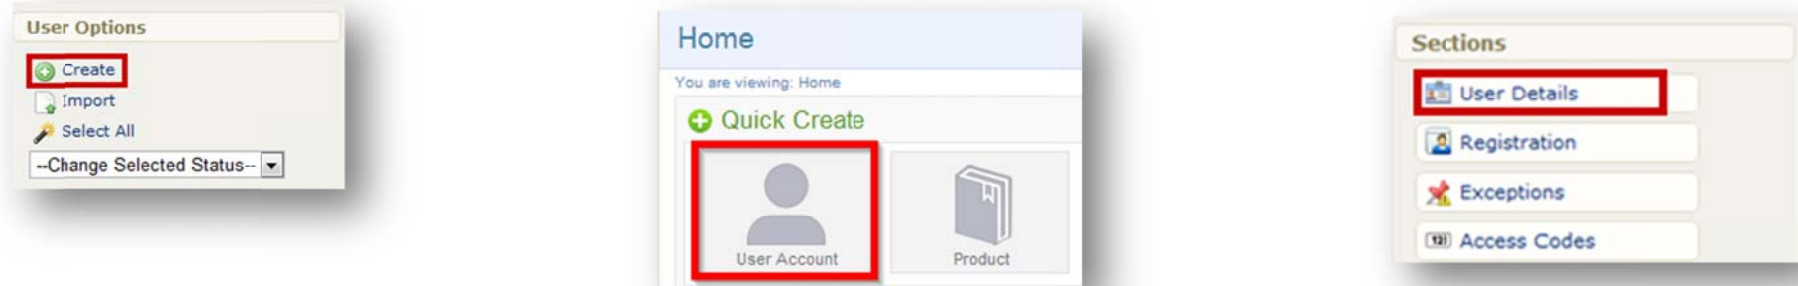 User Options
Create
Import
Select All
--Change Selected Status--
Home
You are viewing: Home
Quick Create
User Account
Product
Sections
User Details
Registration
Exceptions
Access Codes